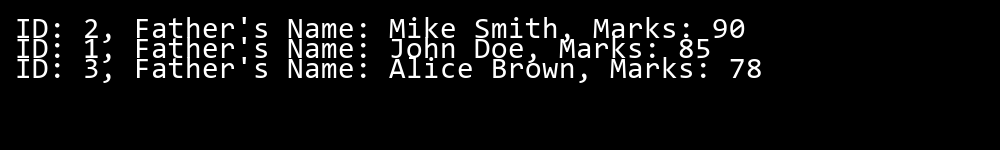 ID: 2, Father's Name: Mike Smith, Marks: 90
ID: 1, Father's Name: John Doe, Marks: 85
ID: 3, Father's Name: Alice Brown, Marks: 78